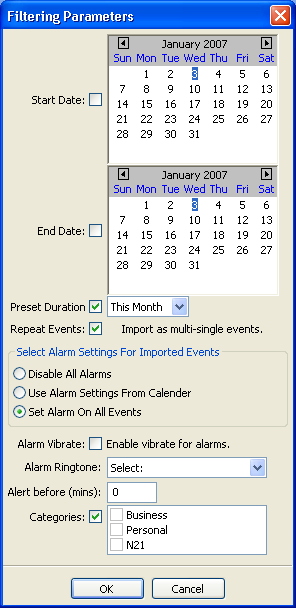 Filtering Parameters
January 2007
Sun Mon Tue Wed Thu Fri Sat
1 2 3 4 5 6
7 8 9 10 11 12 13
14 15 16 17 18 19 20
21 22 23 24 25 26 27
28 29 30 31
Start Date:
January 2007
Sun Mon Tue Wed Thu Fri Sat
1 2 3 4 5 6
7 8 9 10 11 12 13
14 15 16 17 18 19 20
21 22 23 24 25 26 27
28 29 30 31
End Date:
Preset Duration This Month
Repeat Events: Import as multi-single events.
Select Alarm Settings For Imported Events
Disable All Alarms
Use Alarm Settings From Calender
Set Alarm On All Events
Alarm Vibrate: Enable vibrate for alarms.
Alarm Ringtone: Select:
Alert before (mins): 0
Categories: Business
Personal
N21
OK Cancel